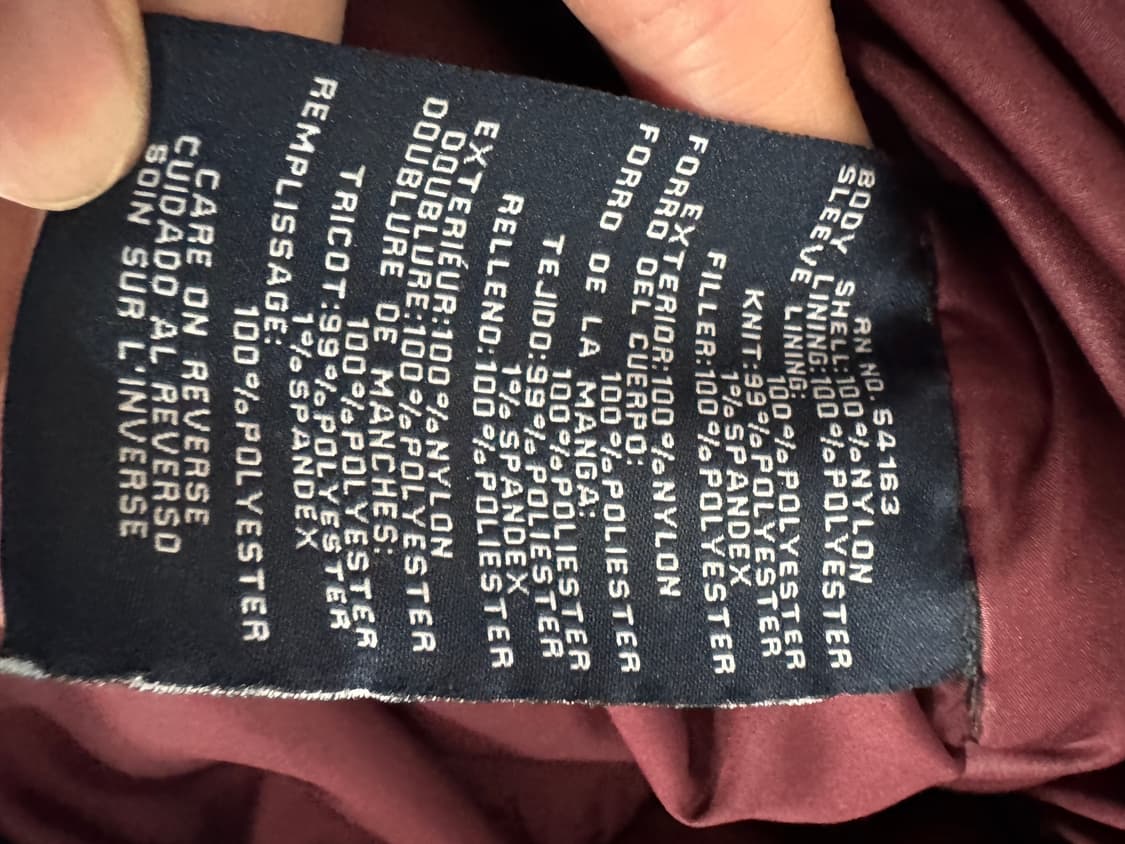 RN NO. 54163
SHELL:100%NYLON
BODY LINING:100%POLYESTER
SLEEVE LINING:
100%POLYESTER
KNIT:99%POLYESTER
1%SPANDEX
FILLER:100%POLYESTER
EXTERIOR:100%NYLON
FORRO DEL CUERPO:
100%POLIESTER
FORRO DE LA MANGA:
100%POLIESTER
TEJIDO:99%POLIESTER
1%SPANDEX
RELLENO:100%POLIESTER
EXTERIÉUR:100%NYLON
DOUBLURE:100%POLYESTER
DOUBLURE DE MANCHES:
100%POLYESTER
TRICOT:99%POLYESTER
1%SPANDEX
REMPLISSAGE:
100%POLYESTER
CARE ON REVERSE
CUIDADO AL REVERSO
SOIN SUR L'INVERSE